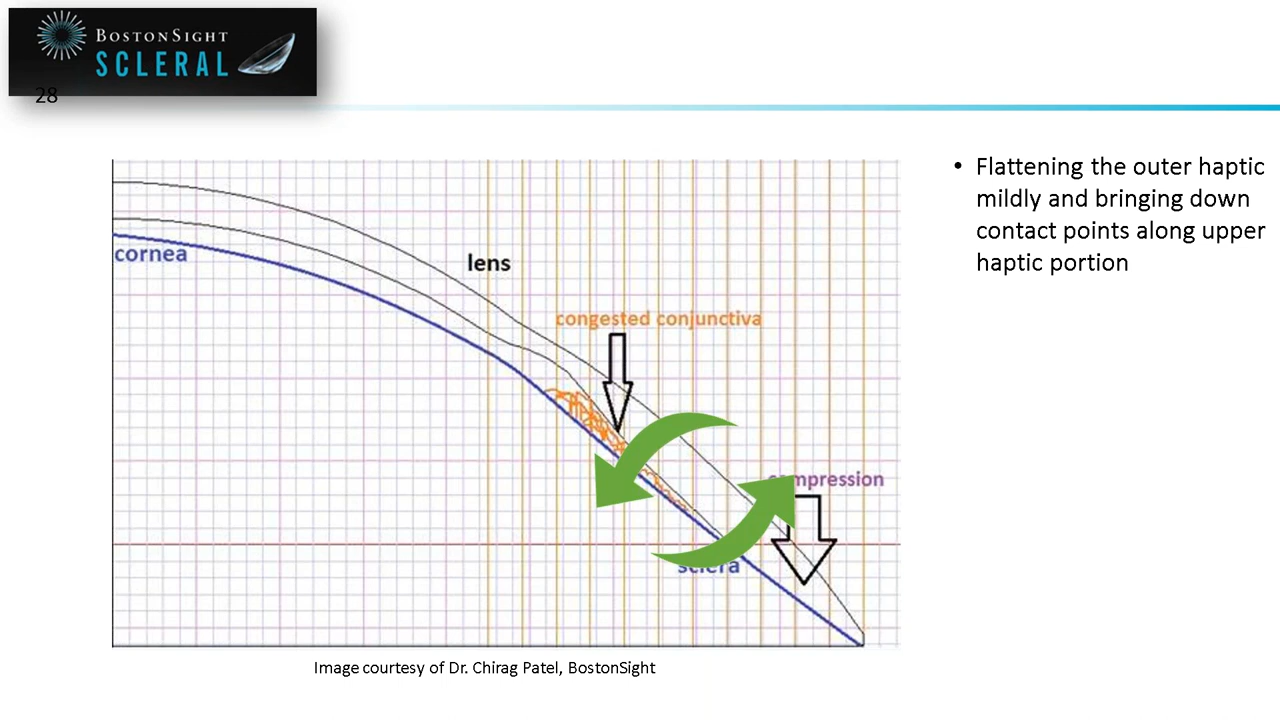 BOSTONSIGHT
SCLERAL
28
• Flattening the outer haptic
mildly and bringing down
contact points along upper
haptic portion
cornea
lens
congested conjunctiva
compression
sclera
Image courtesy of Dr. Chirag Patel, BostonSight